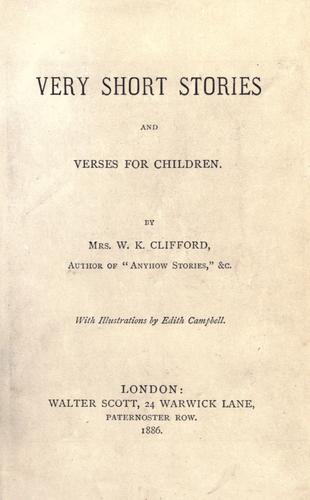 VERY SHORT STORIES
AND
VERSES FOR CHILDREN.
BY
MRS. W. K. CLIFFORD,
AUTHOR OF "ANYHOW STORIES," &C.
With Illustrations by Edith Campbell.
LONDON:
WALTER SCOTT, 24 WARWICK LANE,
PATERNOSTER ROW.
1886.